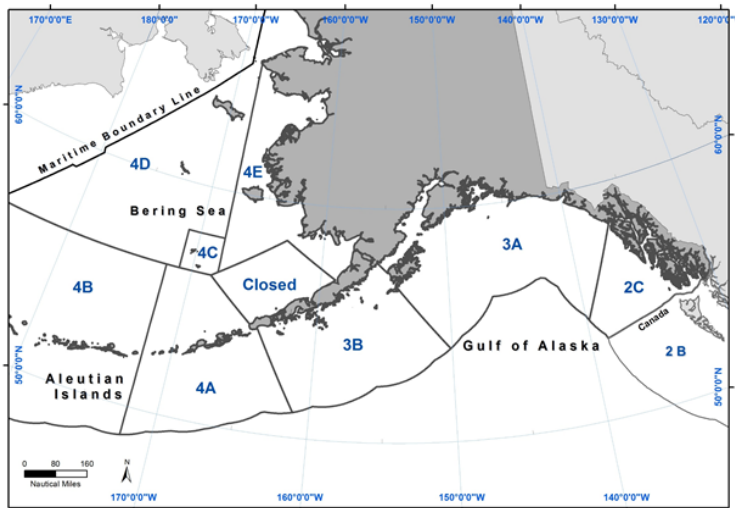 170°0'0"E
180°0'0"
170°0'0"W
160°0'0"W
150°0'0"W
140°0'0"W
130°0'0"W
120°0'0"W
60°0'0"N
60°0'0"N
Maritime Boundary Line
4D
4E
Bering Sea
4C
3A
4B
Closed
2C
Canada
3B
Gulf of Alaska
2 B
50°0'0"N
50°0'0"N
Aleutian
Islands
4A
0 80 160
Nautical Miles
N
170°0'0"W
160°0'0"W
150°0'0"W
140°0'0"W